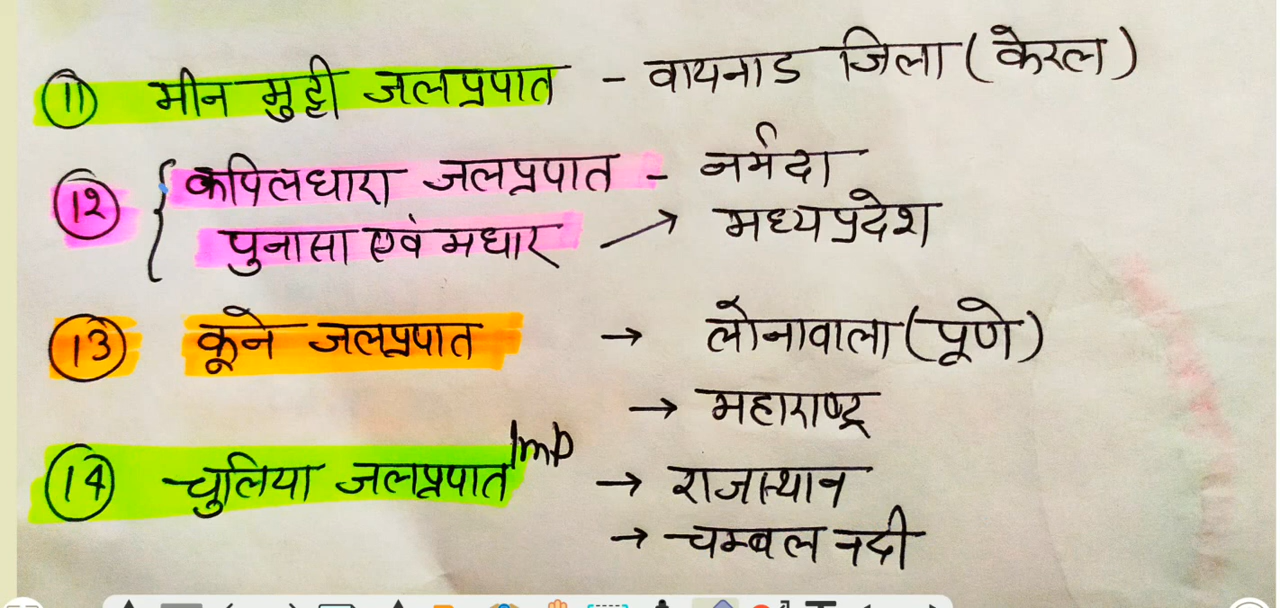 11 मीन मुट्टी जलप्रपात - वायनाड जिला (केरल)
12 { कपिलधारा जलप्रपात - नर्मदा
पुनासा एवं मधार → मध्यप्रदेश
13 कूने जलप्रपात → लोनावाला (पूणे)
→ महाराष्ट्र
14 चुलिया जलप्रपात Imp → राजास्थान
→ चम्बल नदी